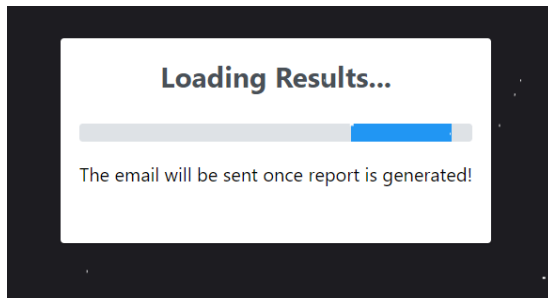 Loading Results...
The email will be sent once report is generated!